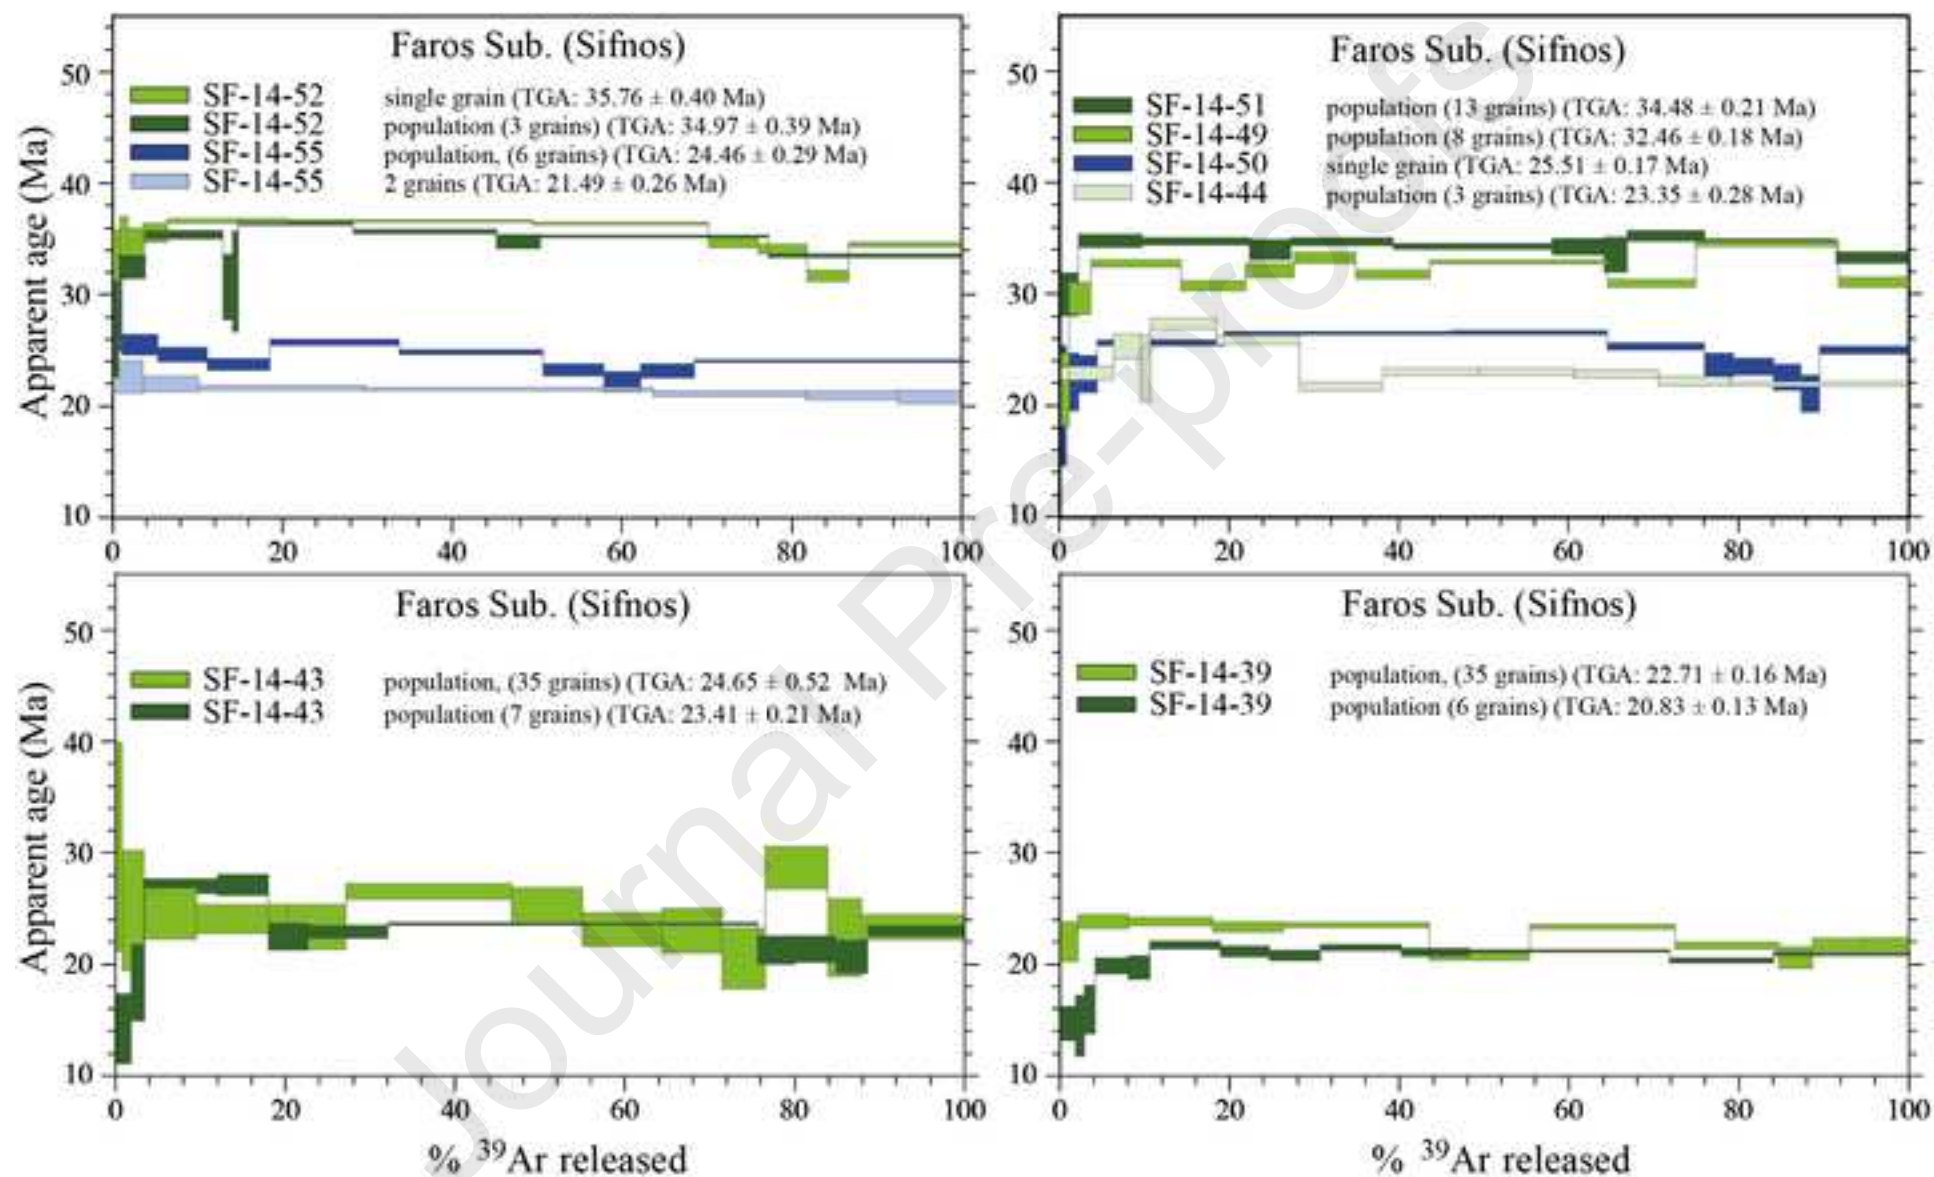 Faros Sub. (Sifnos)
SF-14-52 single grain (TGA: 35.76 ± 0.40 Ma)
SF-14-52 population (3 grains) (TGA: 34.97 ± 0.39 Ma)
SF-14-55 population, (6 grains) (TGA: 24.46 ± 0.29 Ma)
SF-14-55 2 grains (TGA: 21.49 ± 0.26 Ma)
Apparent age (Ma)
50
40
30
20
10
0 20 40 60 80 100
Faros Sub. (Sifnos)
SF-14-51 population (13 grains) (TGA: 34.48 ± 0.21 Ma)
SF-14-49 population (8 grains) (TGA: 32.46 ± 0.18 Ma)
SF-14-50 single grain (TGA: 25.51 ± 0.17 Ma)
SF-14-44 population (3 grains) (TGA: 23.35 ± 0.28 Ma)
50
40
30
20
10
0 20 40 60 80 100
Faros Sub. (Sifnos)
SF-14-43 population, (35 grains) (TGA: 24.65 ± 0.52 Ma)
SF-14-43 population (7 grains) (TGA: 23.41 ± 0.21 Ma)
Apparent age (Ma)
50
40
30
20
10
0 20 40 60 80 100
% ³⁹Ar released
Faros Sub. (Sifnos)
SF-14-39 population, (35 grains) (TGA: 22.71 ± 0.16 Ma)
SF-14-39 population (6 grains) (TGA: 20.83 ± 0.13 Ma)
50
40
30
20
10
0 20 40 60 80 100
% ³⁹Ar released
Journal Pre-proofs